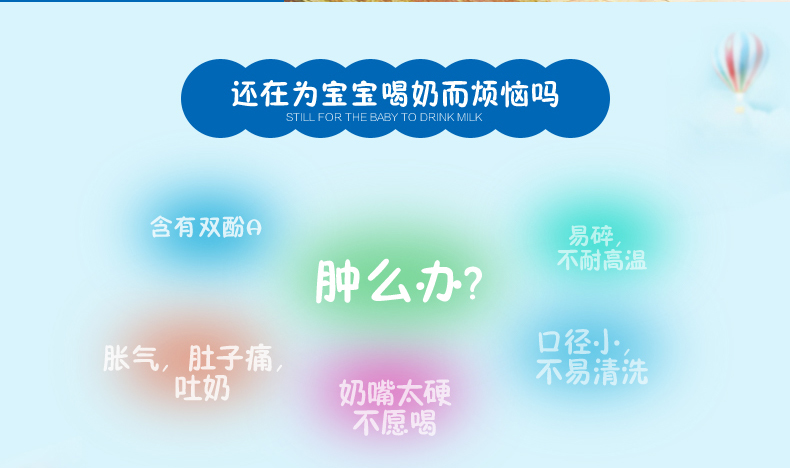 还在为宝宝喝奶而烦恼吗
STILL FOR THE BABY TO DRINK MILK
含有双酚A
易碎，
不耐高温
肿么办?
口径小，
不易清洗
胀气，肚子痛，
吐奶
奶嘴太硬
不愿喝